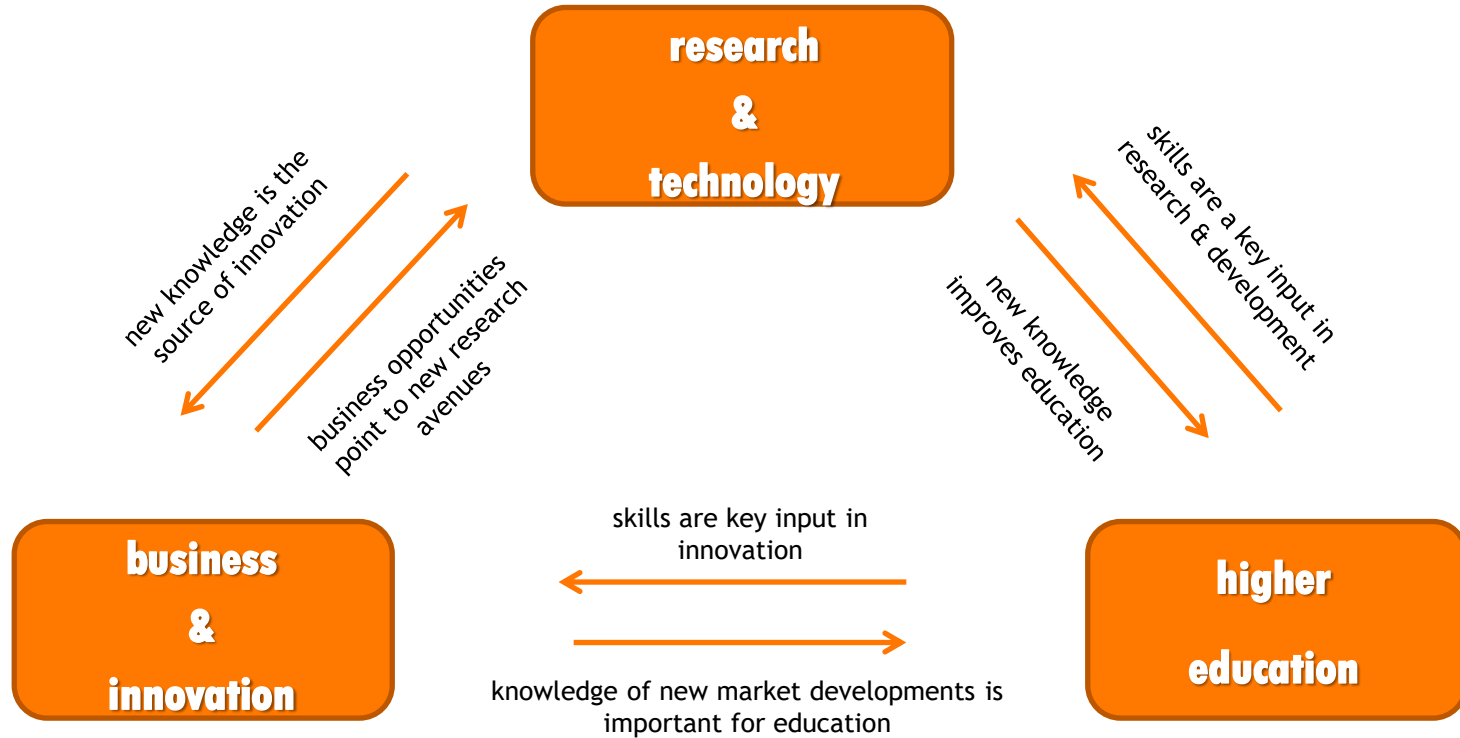 research
&
technology
new knowledge is the
source of innovation
business opportunities
point to new research
avenues
skills are a key input in
research & development
new knowledge
improves education
business
&
innovation
skills are key input in
innovation
knowledge of new market developments is
important for education
higher
education